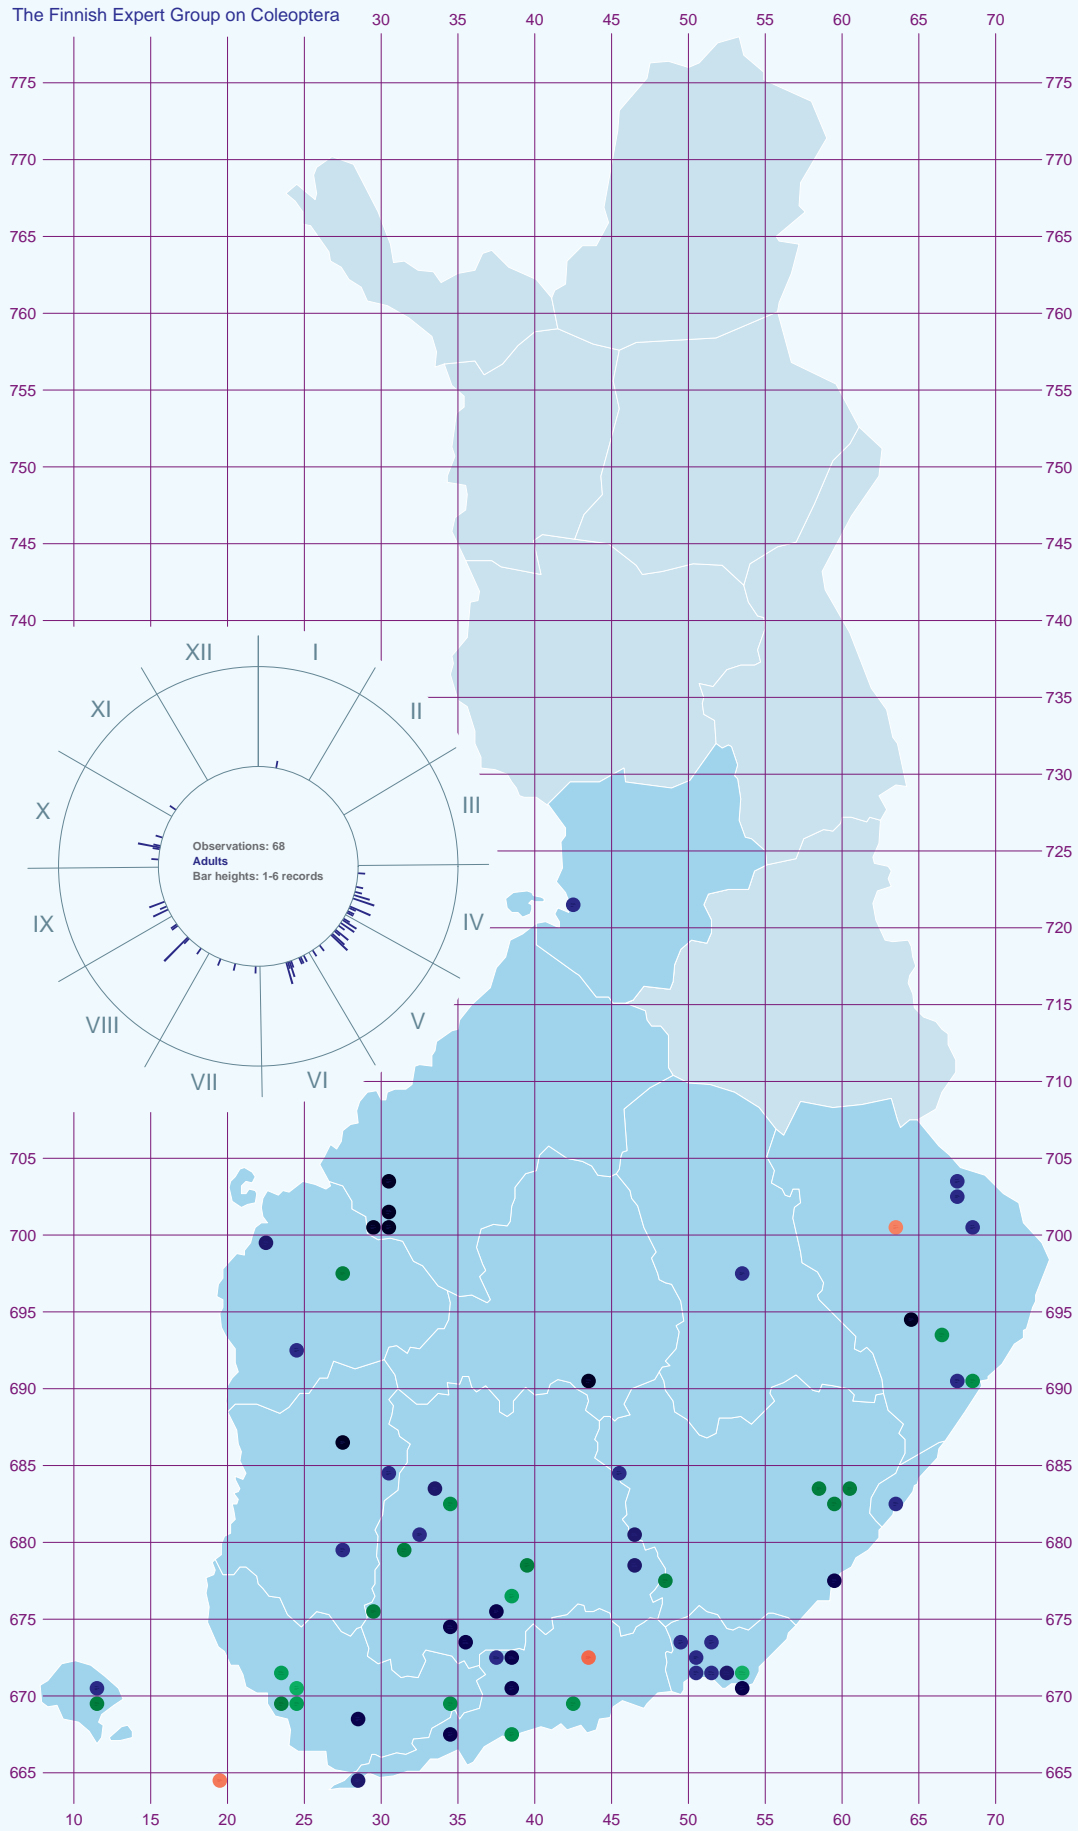 The Finnish Expert Group on Coleoptera
30 35 40 45 50 55 60 65 70
775 775
770 770
765 765
760 760
755 755
750 750
745 745
740 740
XII I
735
XI II
730
III
X
Observations: 68
Adults
Bar heights: 1-6 records
725 725
IX IV 720 720
715 715
VIII V
VII VI
710 710
705 705
700 700
695 695
690 690
685 685
680 680
675 675
670 670
665 665
10 15 20 25 30 35 40 45 50 55 60 65 70